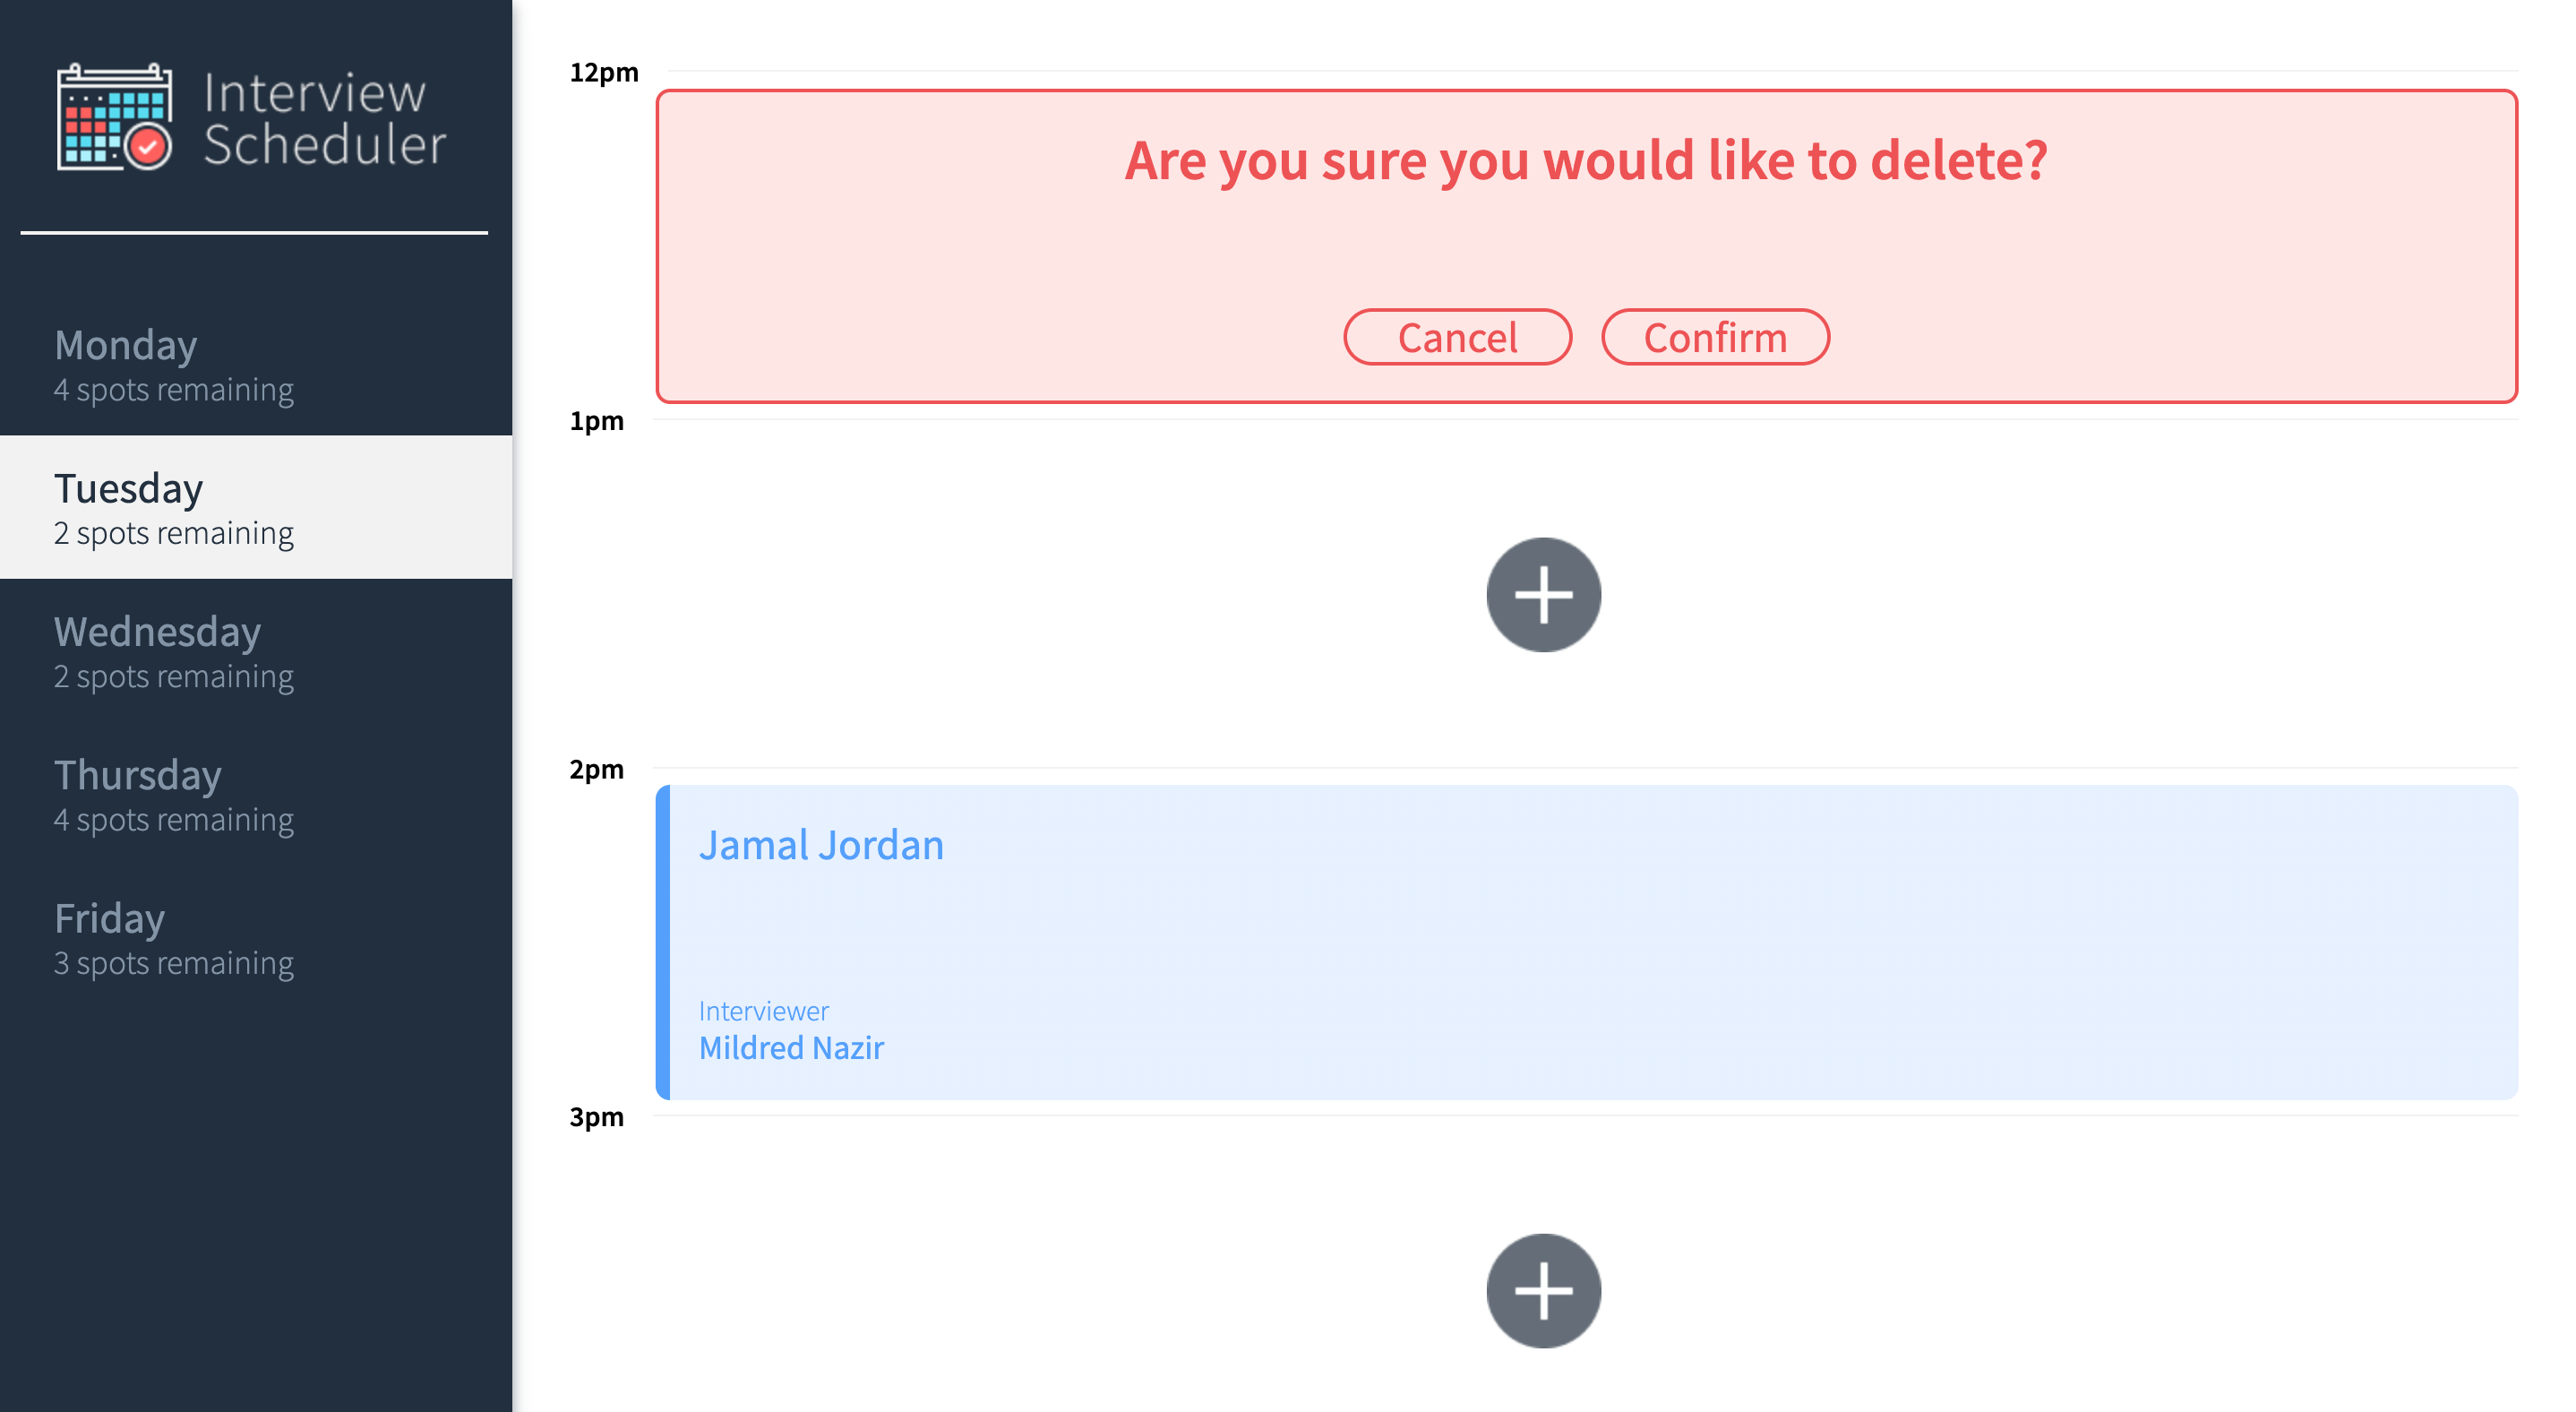 Interview
Scheduler
Monday
4 spots remaining
Tuesday
2 spots remaining
Wednesday
2 spots remaining
Thursday
4 spots remaining
Friday
3 spots remaining
12pm
Are you sure you would like to delete?
Cancel Confirm
1pm
2pm
Jamal Jordan
Interviewer
Mildred Nazir
3pm